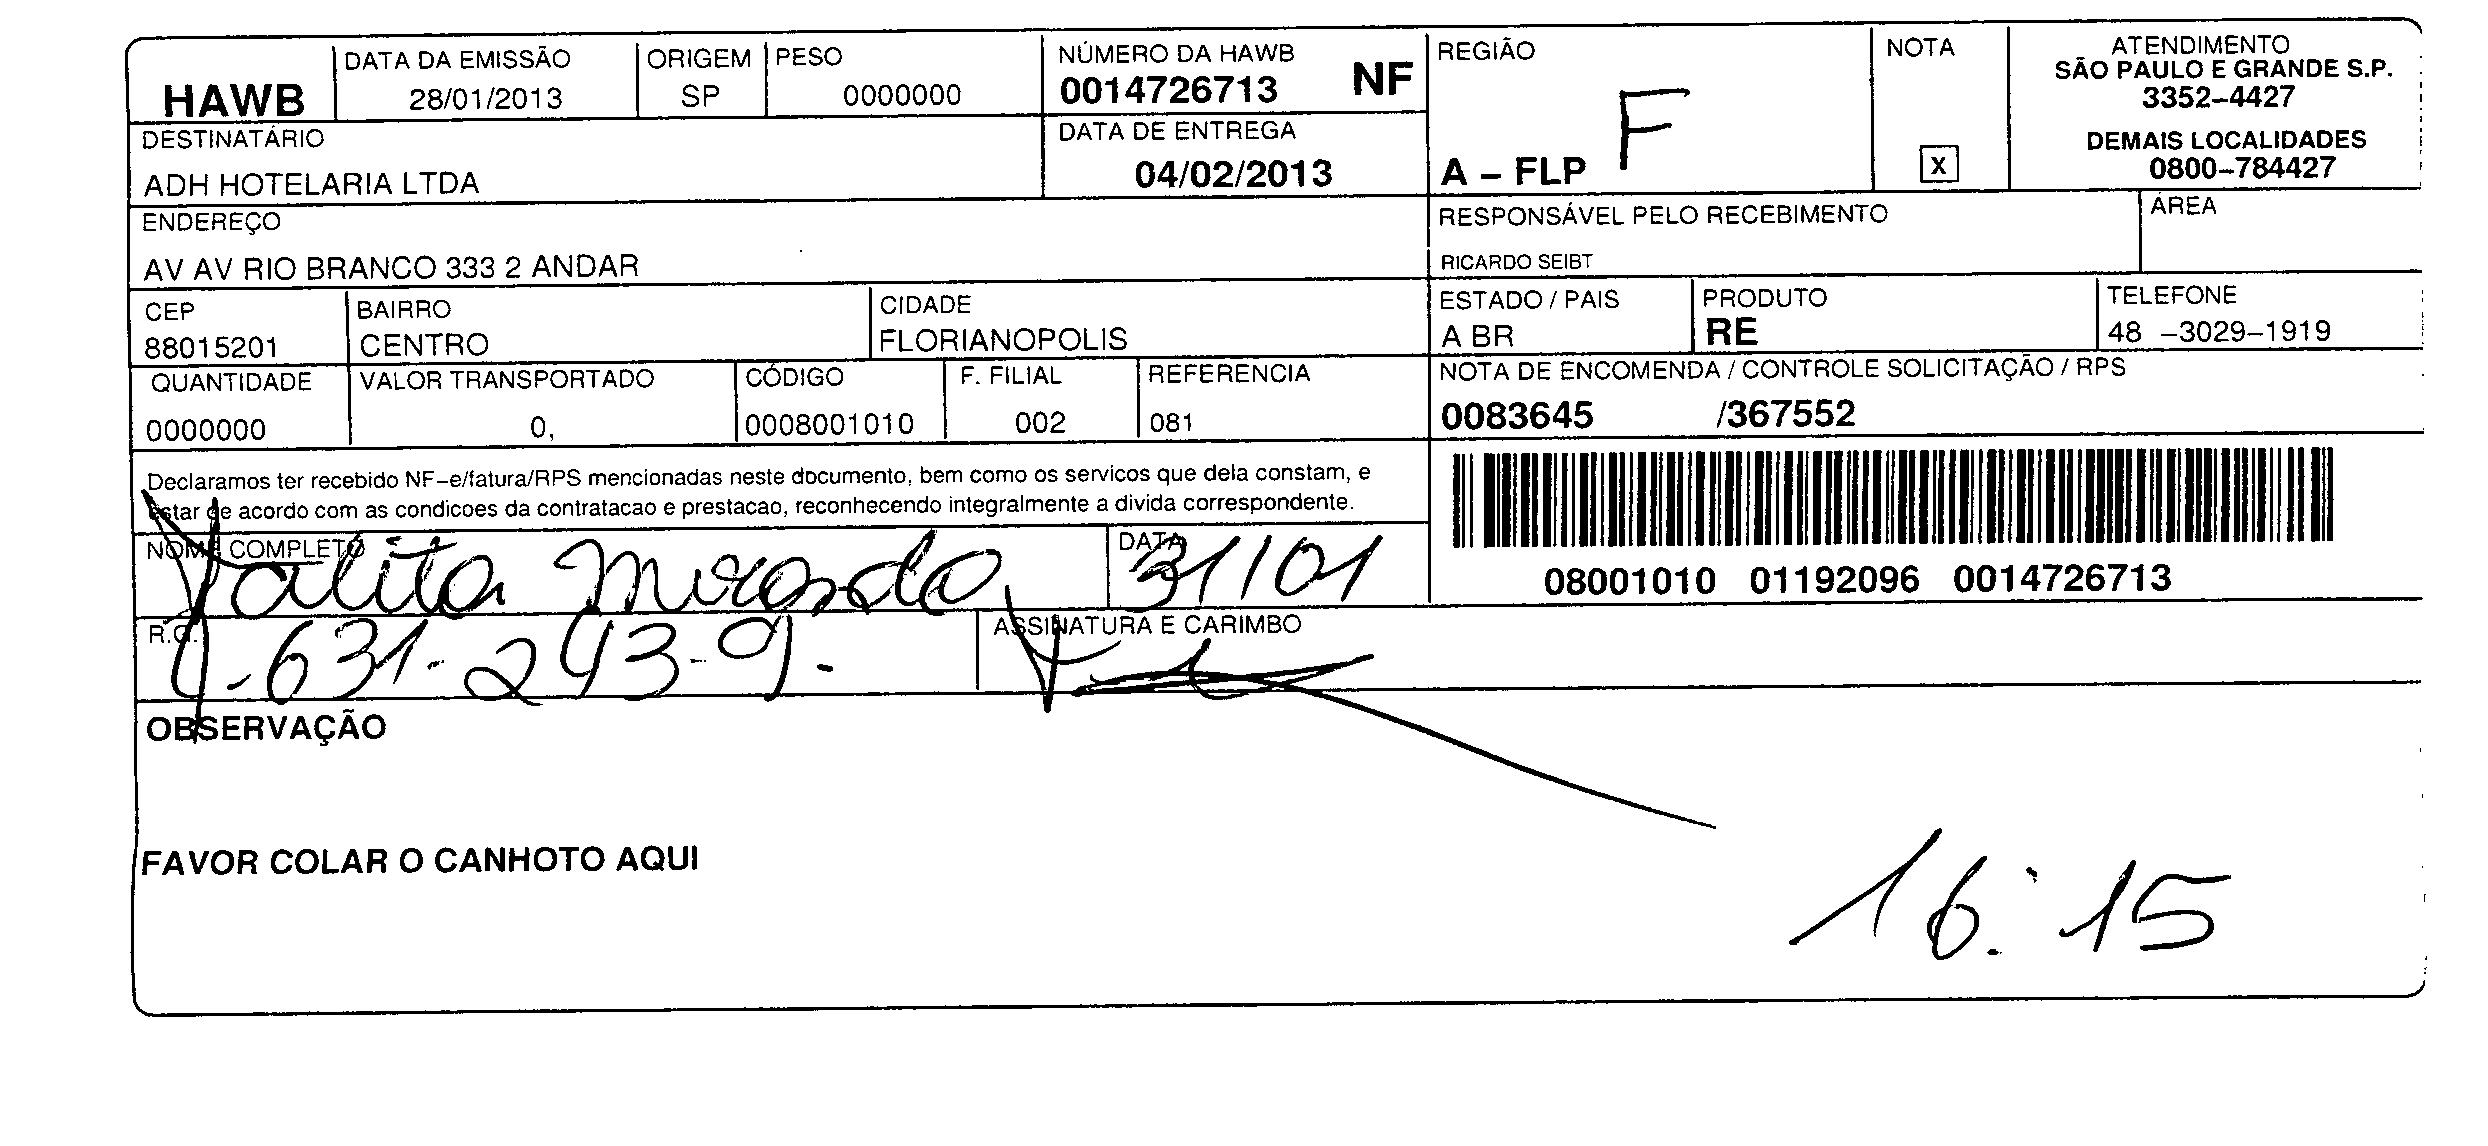 HAWB
DATA DA EMISSÃO
28/01/2013
ORIGEM
SP
PESO
0000000
NÚMERO DA HAWB
0014726713 NF
REGIÃO
A – FLP F
NOTA
X
ATENDIMENTO
SÃO PAULO E GRANDE S.P.
3352–4427
DEMAIS LOCALIDADES
0800–784427
DESTINATÁRIO
ADH HOTELARIA LTDA
DATA DE ENTREGA
04/02/2013
ENDEREÇO
AV AV RIO BRANCO 333 2 ANDAR
RESPONSÁVEL PELO RECEBIMENTO
RICARDO SEIBT
ÁREA
CEP
88015201
BAIRRO
CENTRO
CIDADE
FLORIANOPOLIS
ESTADO / PAIS
A BR
PRODUTO
RE
TELEFONE
48 –3029–1919
QUANTIDADE
0000000
VALOR TRANSPORTADO
0,
CÓDIGO
0008001010
F. FILIAL
002
REFERENCIA
081
NOTA DE ENCOMENDA / CONTROLE SOLICITAÇÃO / RPS
0083645 /367552
Declaramos ter recebido NF–e/fatura/RPS mencionadas neste documento, bem como os servicos que dela constam, e
estar de acordo com as condicoes da contratacao e prestacao, reconhecendo integralmente a divida correspondente.
08001010 01192096 0014726713
NOME COMPLETO
Miranda
DATA
31/01
R.G.
631-243-9
ASSINATURA E CARIMBO
OBSERVAÇÃO
FAVOR COLAR O CANHOTO AQUI
16:15